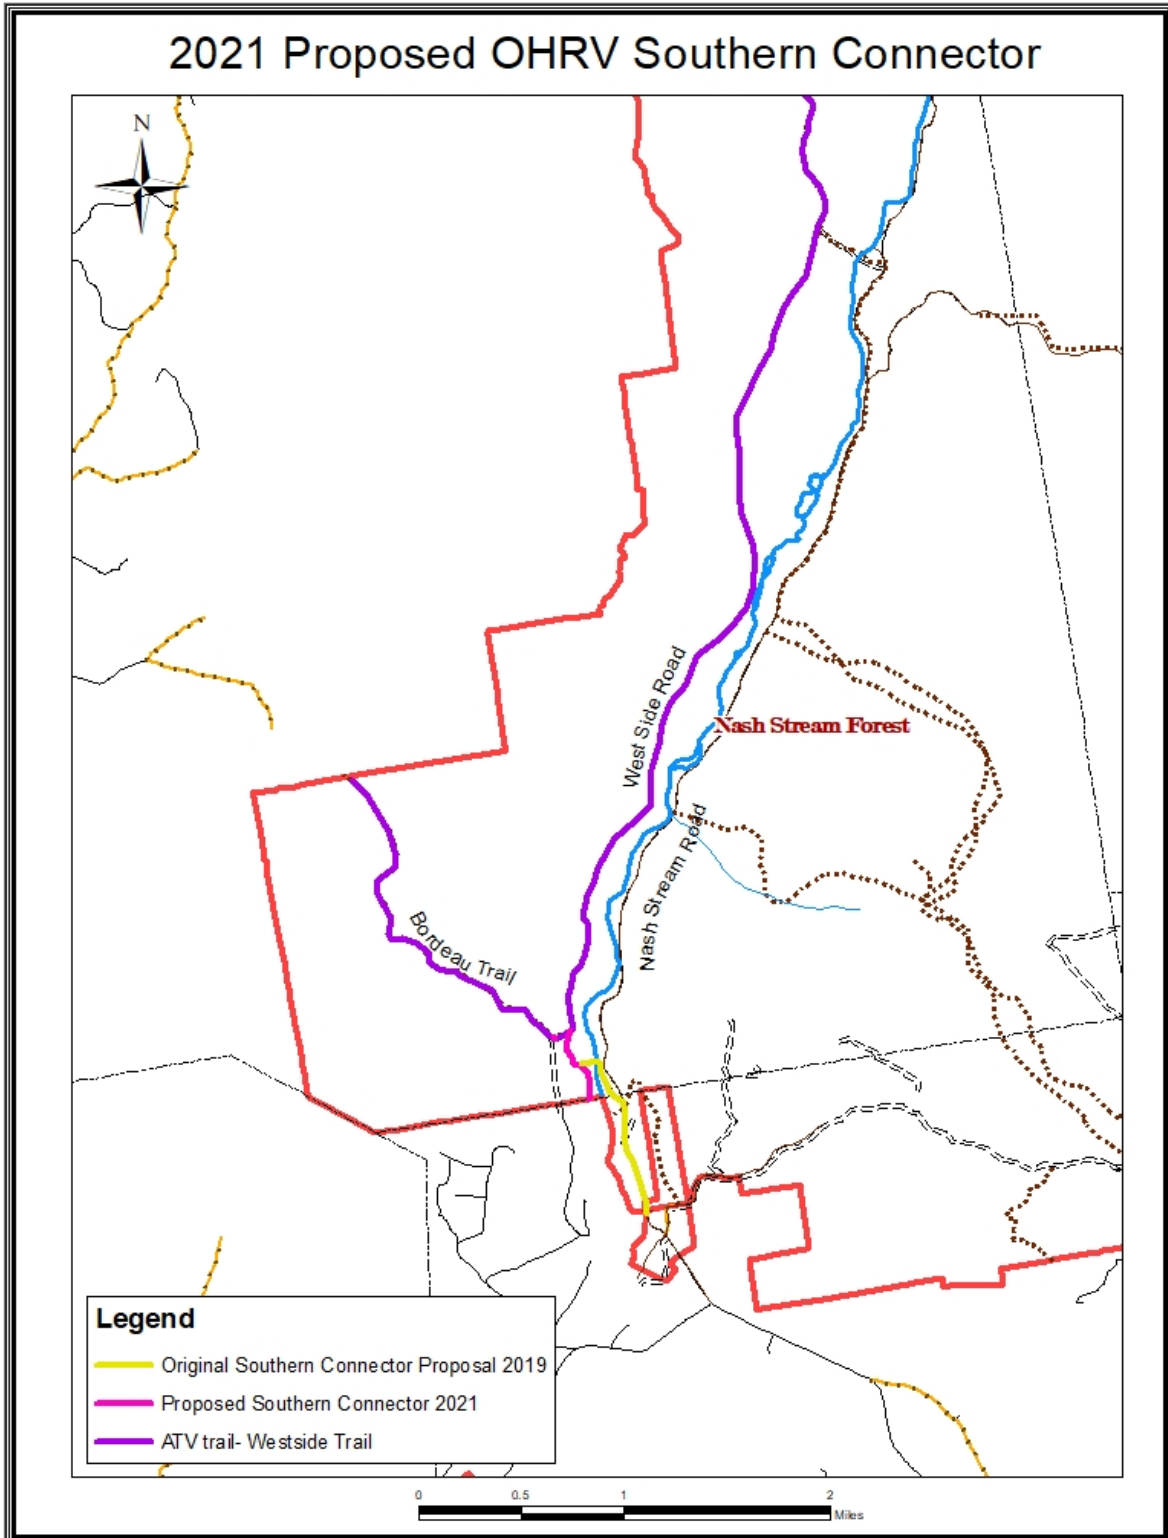 2021 Proposed OHRV Southern Connector
N
West Side Road
Nash Stream Forest
Nash Stream Road
Bordeau Trail
Legend
Original Southern Connector Proposal 2019
Proposed Southern Connector 2021
ATV trail- Westside Trail
0 0.5 1 2
Miles